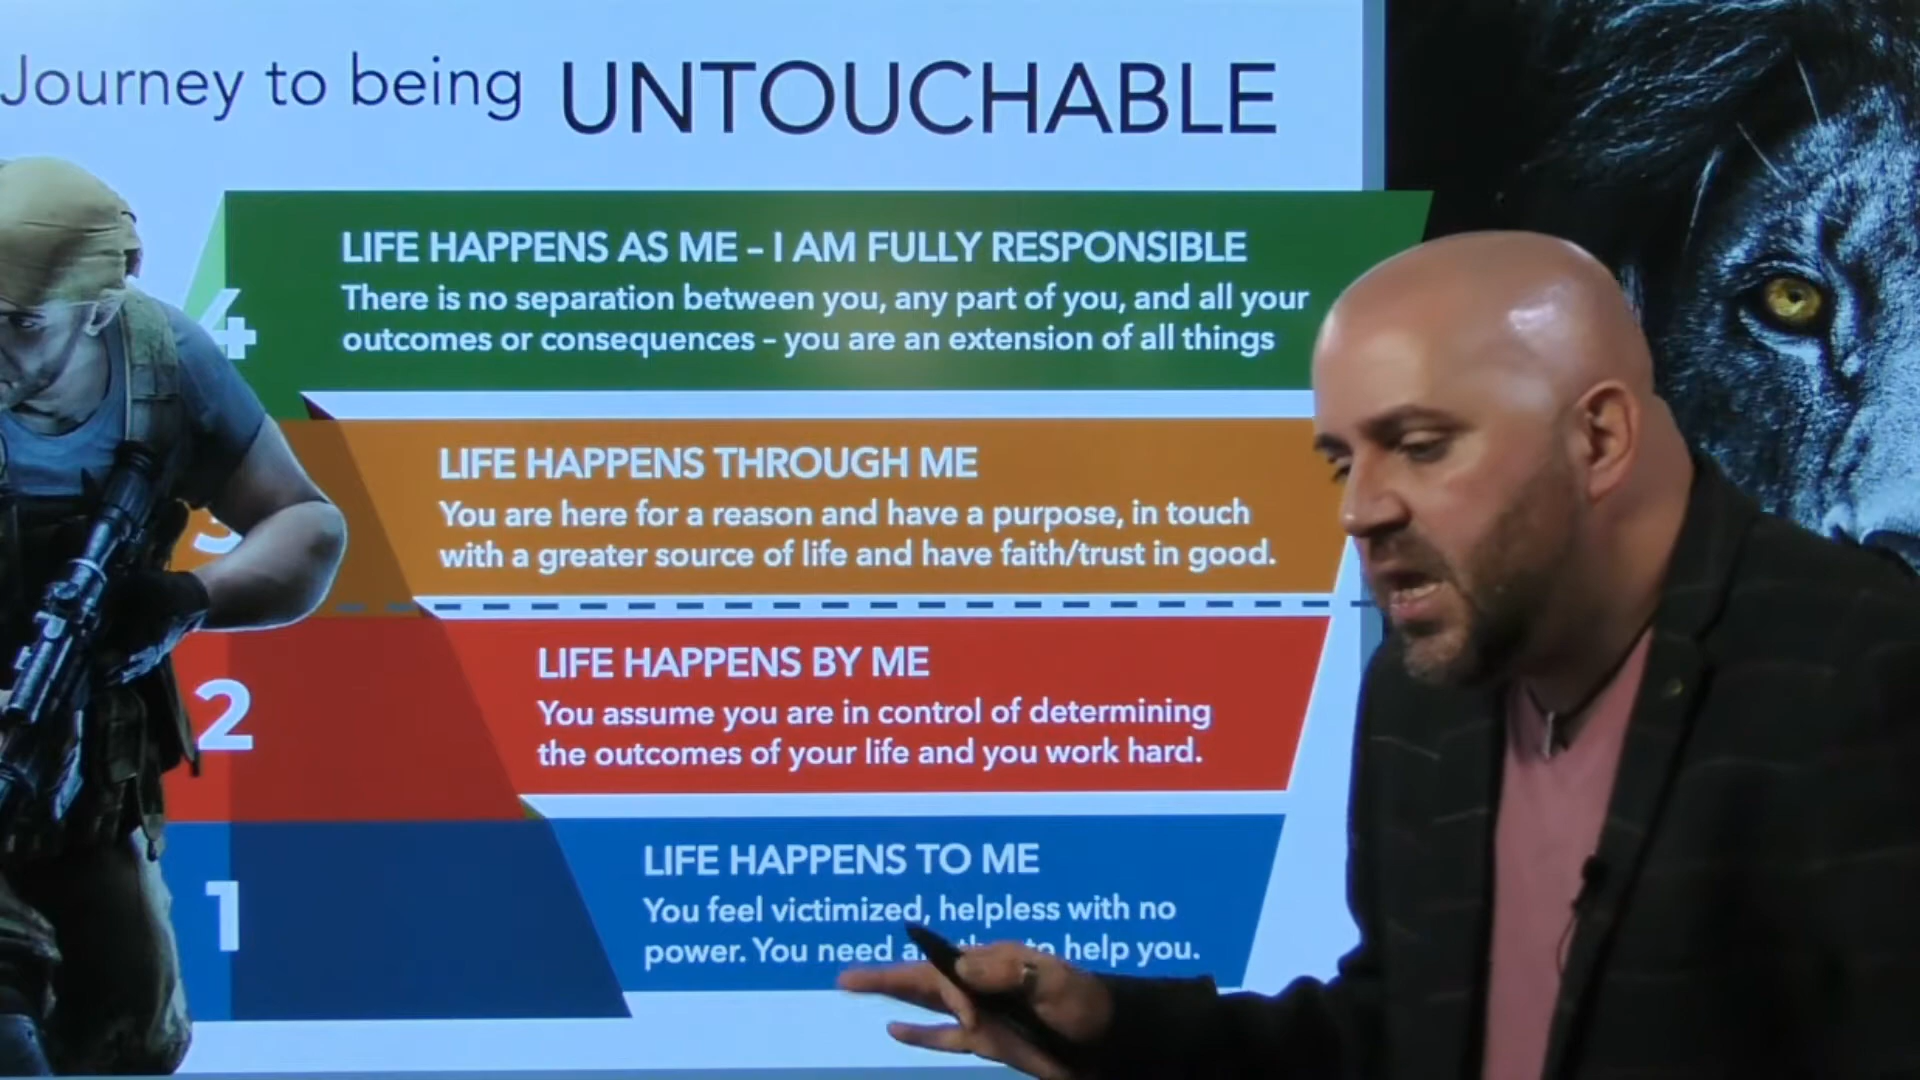 Journey to being UNTOUCHABLE
4
LIFE HAPPENS AS ME – I AM FULLY RESPONSIBLE
There is no separation between you, any part of you, and all your
outcomes or consequences – you are an extension of all things
3
LIFE HAPPENS THROUGH ME
You are here for a reason and have a purpose, in touch
with a greater source of life and have faith/trust in good.
2
LIFE HAPPENS BY ME
You assume you are in control of determining
the outcomes of your life and you work hard.
1
LIFE HAPPENS TO ME
You feel victimized, helpless with no
power. You need to help you.